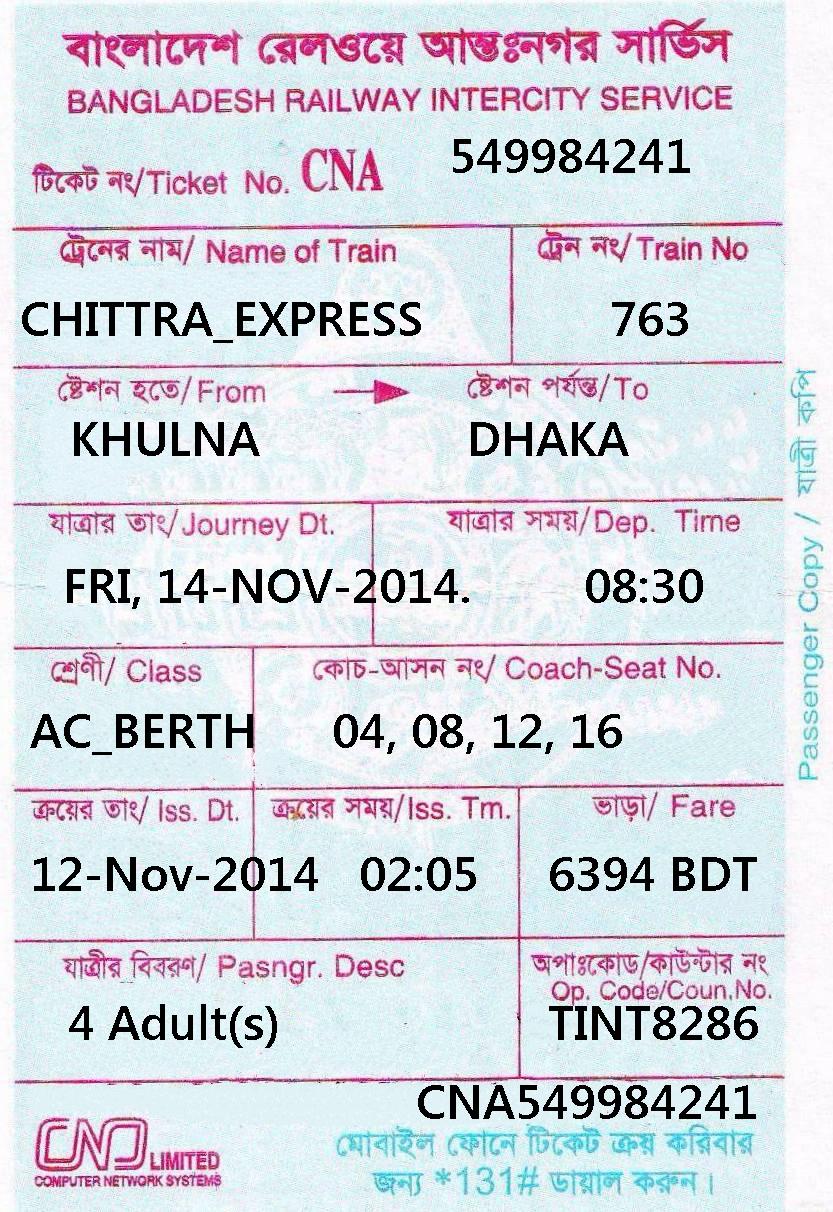 বাংলাদেশ রেলওয়ে আন্তঃনগর সার্ভিস
BANGLADESH RAILWAY INTERCITY SERVICE
টিকেট নং/Ticket No. CNA 549984241
ট্রেনের নাম/ Name of Train ট্রেন নং/Train No
CHITTRA_EXPRESS 763
ষ্টেশন হতে/From ষ্টেশন পর্যন্ত/To
KHULNA DHAKA
যাত্রার তাং/Journey Dt. যাত্রার সময়/Dep. Time
FRI, 14-NOV-2014. 08:30
শ্রেণী/ Class কোচ-আসন নং/ Coach-Seat No.
AC_BERTH 04, 08, 12, 16
ক্রয়ের তাং/ Iss. Dt. ক্রয়ের সময়/Iss. Tm. ভাড়া/ Fare
12-Nov-2014 02:05 6394 BDT
যাত্রীর বিবরণ/ Pasngr. Desc অপাঃকোড/কাউন্টার নং
Op. Code/Coun.No.
4 Adult(s) TINT8286
CNA549984241
CNS LIMITED
COMPUTER NETWORK SYSTEMS
মোবাইল ফোনে টিকেট ক্রয় করিবার
জন্য *131# ডায়াল করুন।
Passenger Copy / যাত্রী কপি